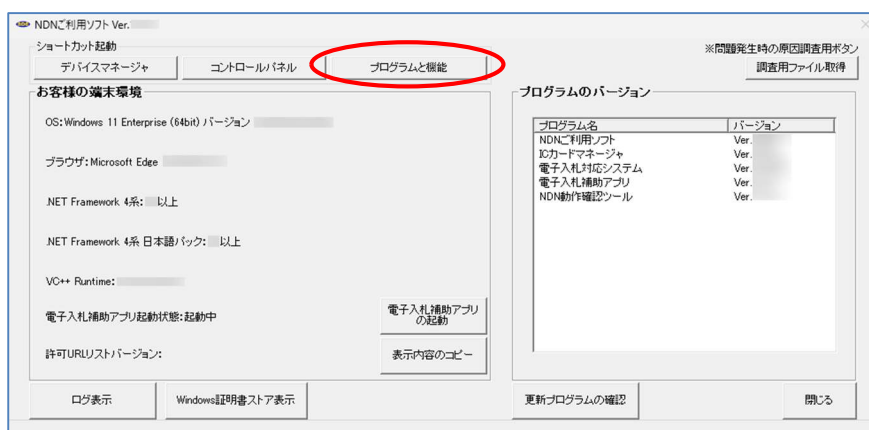 NDNご利用ソフト Ver.
ショートカット起動
※問題発生時の原因調査用ボタン
デバイスマネージャ
コントロールパネル
プログラムと機能
調査用ファイル取得
お客様の端末環境
OS:Windows 11 Enterprise (64bit) バージョン
ブラウザ:Microsoft Edge
.NET Framework 4系: 以上
.NET Framework 4系 日本語パック: 以上
VC++ Runtime:
電子入札補助アプリ起動状態:起動中
電子入札補助アプリ
の起動
許可URLリストバージョン:
表示内容のコピー
プログラムのバージョン
プログラム名 バージョン
NDNご利用ソフト Ver.
ICカードマネージャ Ver.
電子入札対応システム Ver.
電子入札補助アプリ Ver.
NDN動作確認ツール Ver.
ログ表示
Windows証明書ストア表示
更新プログラムの確認
閉じる